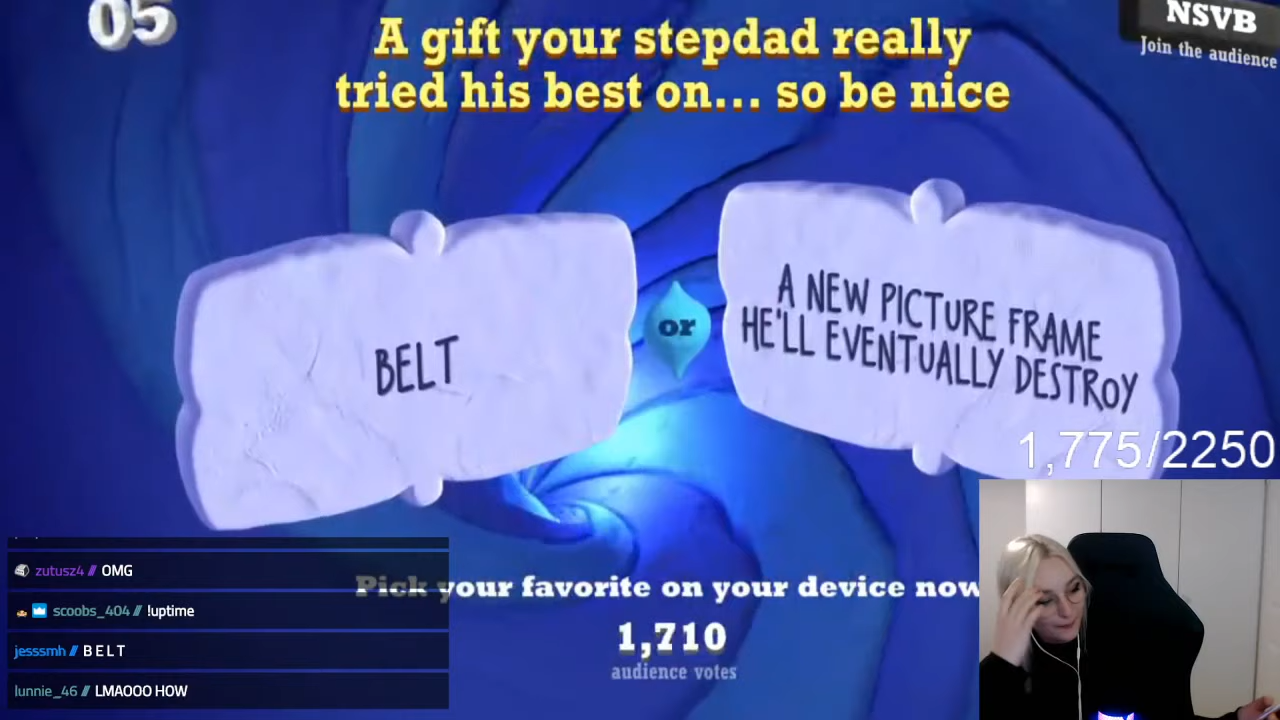 05
A gift your stepdad really
tried his best on... so be nice
NSVB
Join the audience
BELT
or
A NEW PICTURE FRAME
HE'LL EVENTUALLY DESTROY
1,775/2250
Pick your favorite on your device now
1,710
audience votes
zutusz4 // OMG
scoobs_404 // !uptime
jesssmh // B E L T
lunnie_46 // LMAOOO HOW